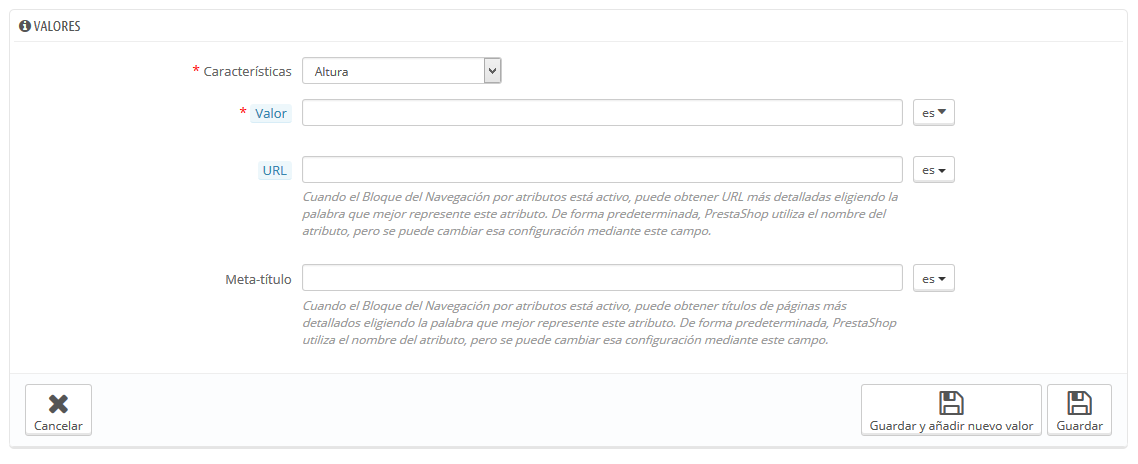 VALORES
* Características Altura
* Valor es
URL es
Cuando el Bloque del Navegación por atributos está activo, puede obtener URL más detalladas eligiendo la
palabra que mejor represente este atributo. De forma predeterminada, PrestaShop utiliza el nombre del
atributo, pero se puede cambiar esa configuración mediante este campo.
Meta-título es
Cuando el Bloque del Navegación por atributos está activo, puede obtener títulos de páginas más
detallados eligiendo la palabra que mejor represente este atributo. De forma predeterminada, PrestaShop
utiliza el nombre del atributo, pero se puede cambiar esa configuración mediante este campo.
Cancelar Guardar y añadir nuevo valor Guardar